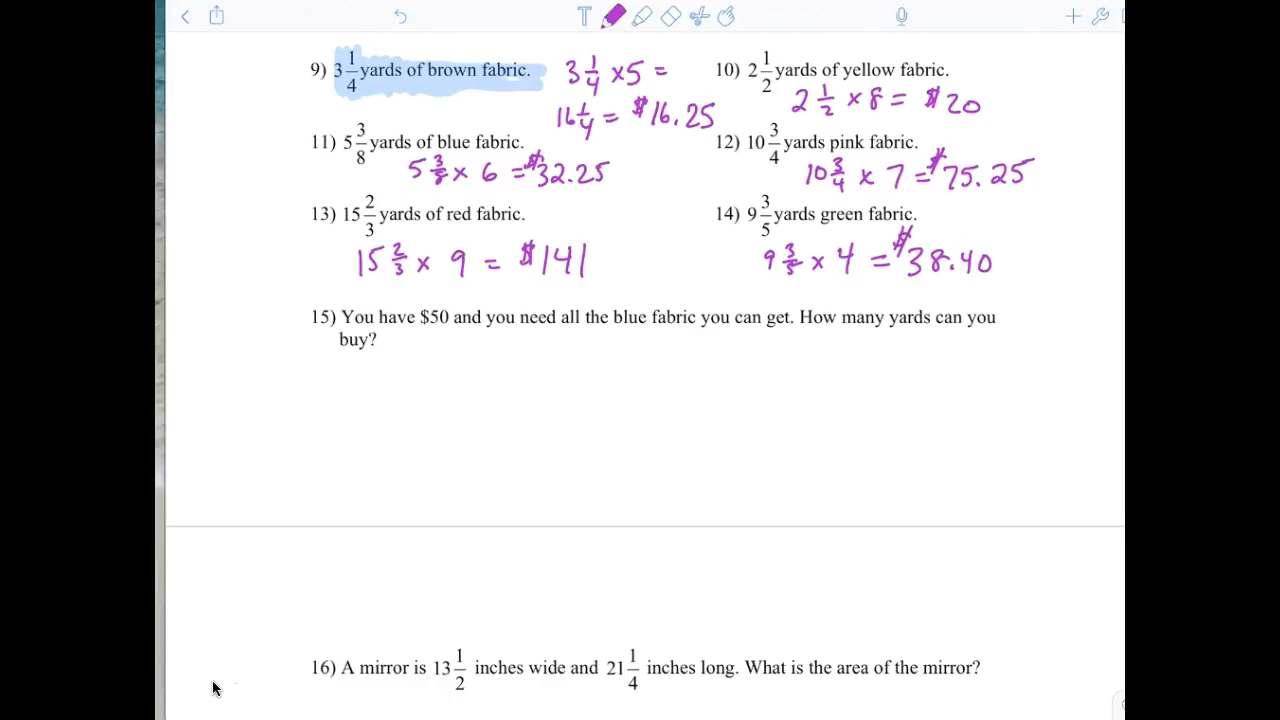 9) 3 1/4 yards of brown fabric.
3 1/4 × 5 =
16 1/4 = $16.25
10) 2 1/2 yards of yellow fabric.
2 1/2 × 8 = $20
11) 5 3/8 yards of blue fabric.
5 3/8 × 6 = $32.25
12) 10 3/4 yards pink fabric.
10 3/4 × 7 = $75.25
13) 15 2/3 yards of red fabric.
15 2/3 × 9 = $141
14) 9 3/5 yards green fabric.
9 3/5 × 4 = $38.40
15) You have $50 and you need all the blue fabric you can get. How many yards can you
buy?
16) A mirror is 13 1/2 inches wide and 21 1/4 inches long. What is the area of the mirror?